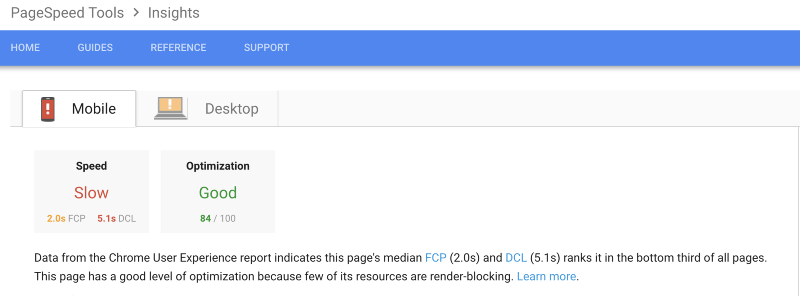 PageSpeed Tools > Insights
HOME GUIDES REFERENCE SUPPORT
Mobile Desktop
Speed Optimization
Slow Good
2.0s FCP 5.1s DCL 84 / 100
Data from the Chrome User Experience report indicates this page's median FCP (2.0s) and DCL (5.1s) ranks it in the bottom third of all pages.
This page has a good level of optimization because few of its resources are render-blocking. Learn more.